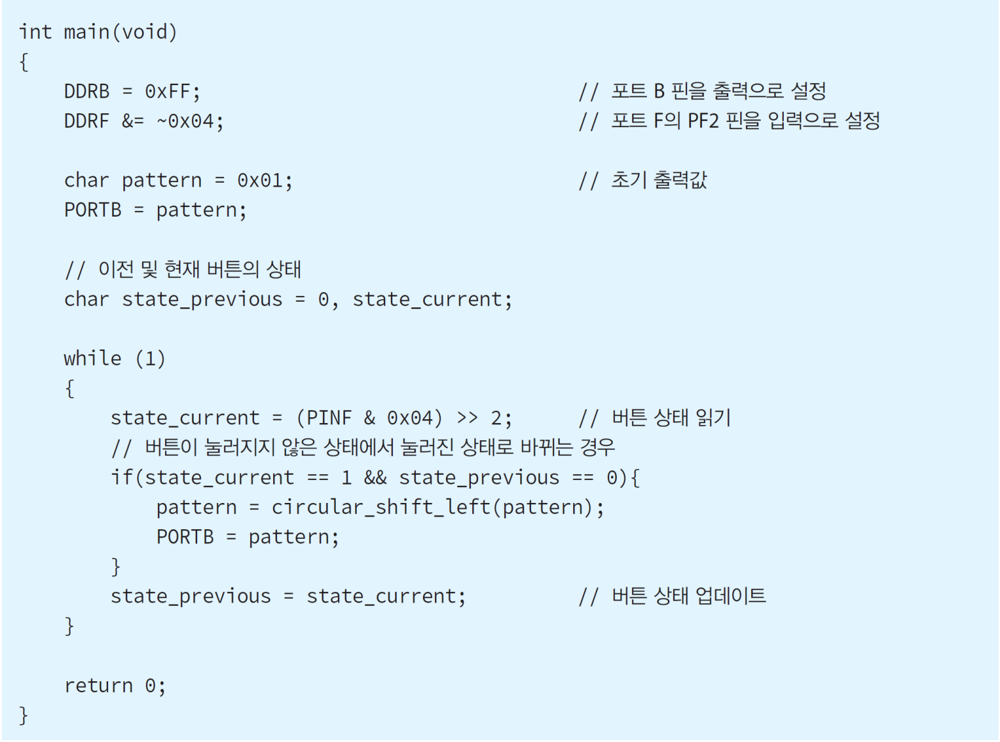 int main(void)
{
    DDRB = 0xFF;                                 // 포트 B 핀을 출력으로 설정
    DDRF &= ~0x04;                               // 포트 F의 PF2 핀을 입력으로 설정

    char pattern = 0x01;                         // 초기 출력값
    PORTB = pattern;

    // 이전 및 현재 버튼의 상태
    char state_previous = 0, state_current;

    while (1)
    {
        state_current = (PINF & 0x04) >> 2;      // 버튼 상태 읽기
        // 버튼이 눌러지지 않은 상태에서 눌러진 상태로 바뀌는 경우
        if(state_current == 1 && state_previous == 0){
            pattern = circular_shift_left(pattern);
            PORTB = pattern;
        }
        state_previous = state_current;          // 버튼 상태 업데이트
    }

    return 0;
}